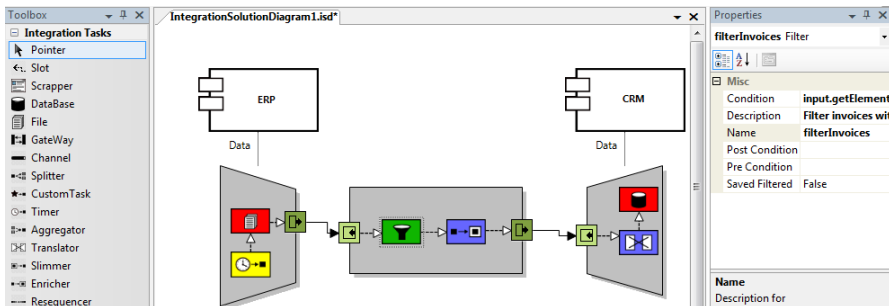 Toolbox
Integration Tasks
Pointer
Slot
Scrapper
DataBase
File
GateWay
Channel
Splitter
CustomTask
Timer
Aggregator
Translator
Slimmer
Enricher
Resequencer
IntegrationSolutionDiagram1.isd*
ERP
CRM
Data
Data
Properties
filterInvoices Filter
Misc
Condition input.getElement
Description Filter invoices wit
Name filterInvoices
Post Condition
Pre Condition
Saved Filtered False
Name
Description for